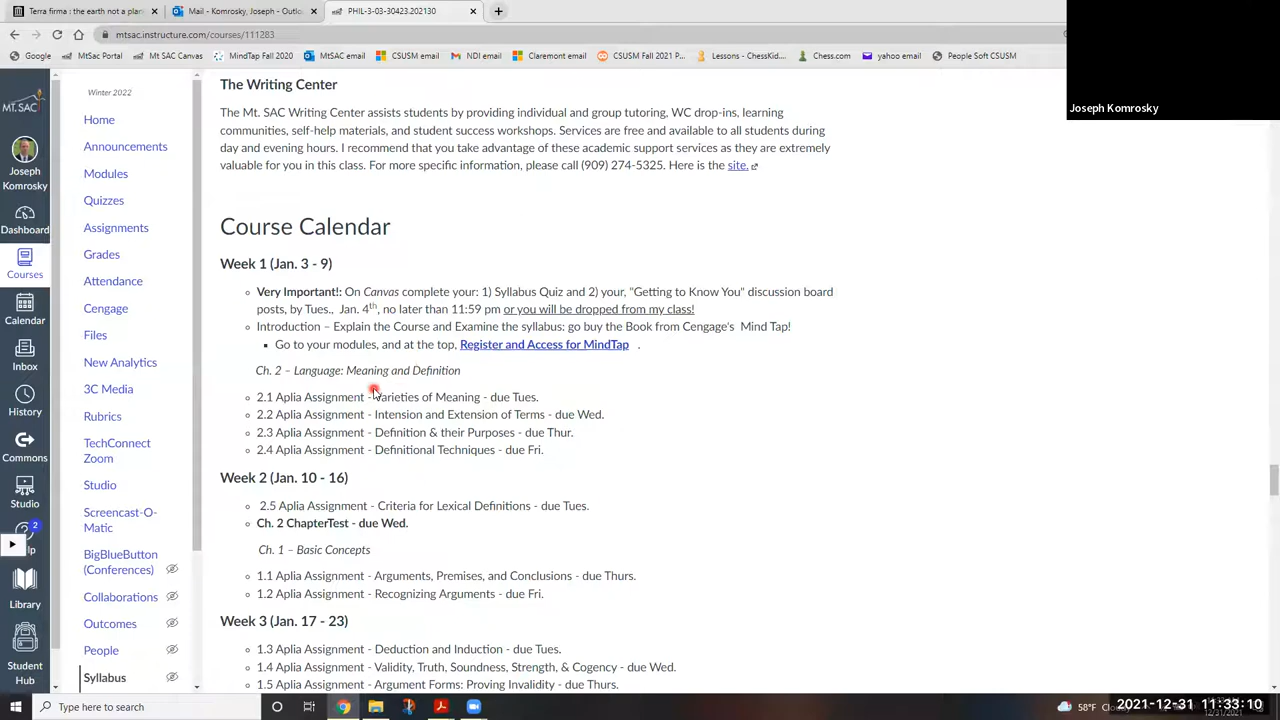 Terra firma : the earth not a plan
Mail - Komrosky, Joseph - Outlo
PHIL-3-03-30423.202130
mtsac.instructure.com/courses/111283
Google
MtSac Portal
Mt SAC Canvas
MindTap Fall 2020
MtSAC email
CSUSM email
NDI email
Claremont email
CSUSM Fall 2021 P...
Lessons - ChessKid...
Chess.com
yahoo email
People Soft CSUSM
Joseph Komrosky
MT. SAC
Joseph
Komrosky
Dashboard
Courses
Calendar
Inbox
History
Commons
Studio
2
lp
Library
Student
Hub
Winter 2022
Home
Announcements
Modules
Quizzes
Assignments
Grades
Attendance
Cengage
Files
New Analytics
3C Media
Rubrics
TechConnect
Zoom
Studio
Screencast-O-
Matic
BigBlueButton
(Conferences)
Collaborations
Outcomes
People
Syllabus
The Writing Center
The Mt. SAC Writing Center assists students by providing individual and group tutoring, WC drop-ins, learning
communities, self-help materials, and student success workshops. Services are free and available to all students during
day and evening hours. I recommend that you take advantage of these academic support services as they are extremely
valuable for you in this class. For more specific information, please call (909) 274-5325. Here is the site.
Course Calendar
Week 1 (Jan. 3 - 9)
Very Important!: On Canvas complete your: 1) Syllabus Quiz and 2) your, "Getting to Know You" discussion board
posts, by Tues., Jan. 4th, no later than 11:59 pm or you will be dropped from my class!
Introduction – Explain the Course and Examine the syllabus: go buy the Book from Cengage's Mind Tap!
Go to your modules, and at the top, Register and Access for MindTap .
Ch. 2 – Language: Meaning and Definition
2.1 Aplia Assignment - Varieties of Meaning - due Tues.
2.2 Aplia Assignment - Intension and Extension of Terms - due Wed.
2.3 Aplia Assignment - Definition & their Purposes - due Thur.
2.4 Aplia Assignment - Definitional Techniques - due Fri.
Week 2 (Jan. 10 - 16)
2.5 Aplia Assignment - Criteria for Lexical Definitions - due Tues.
Ch. 2 ChapterTest - due Wed.
Ch. 1 – Basic Concepts
1.1 Aplia Assignment - Arguments, Premises, and Conclusions - due Thurs.
1.2 Aplia Assignment - Recognizing Arguments - due Fri.
Week 3 (Jan. 17 - 23)
1.3 Aplia Assignment - Deduction and Induction - due Tues.
1.4 Aplia Assignment - Validity, Truth, Soundness, Strength, & Cogency - due Wed.
1.5 Aplia Assignment - Argument Forms: Proving Invalidity - due Thurs.
Type here to search
58°F
2021-12-31 11:33:10